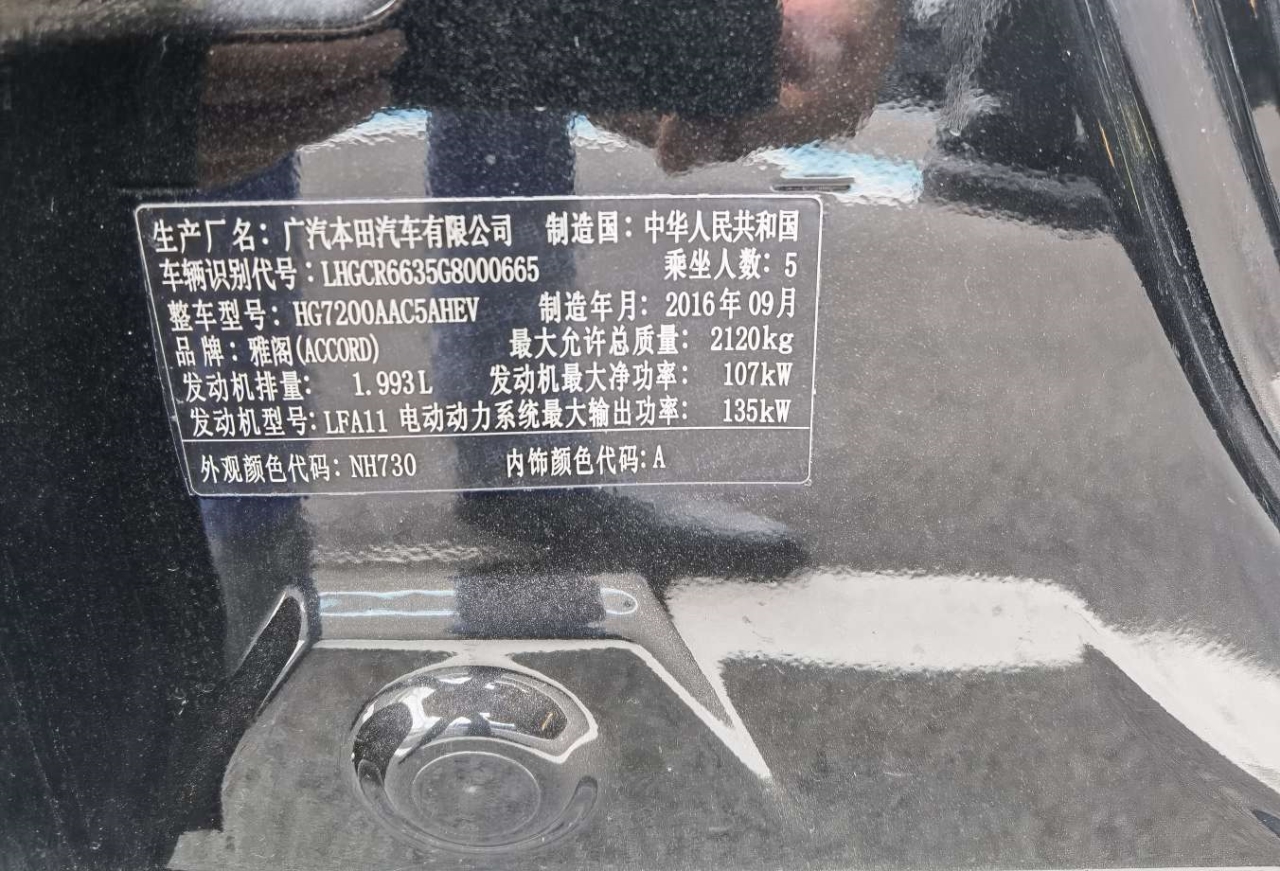 生产厂名：广汽本田汽车有限公司 制造国：中华人民共和国
车辆识别代号：LHGCR6635G8000665 乘坐人数：5
整车型号：HG7200AAC5AHEV 制造年月：2016年09月
品牌：雅阁(ACCORD) 最大允许总质量：2120kg
发动机排量：1.993L 发动机最大净功率：107kW
发动机型号：LFA11 电动动力系统最大输出功率：135kW
外观颜色代码：NH730 内饰颜色代码：A